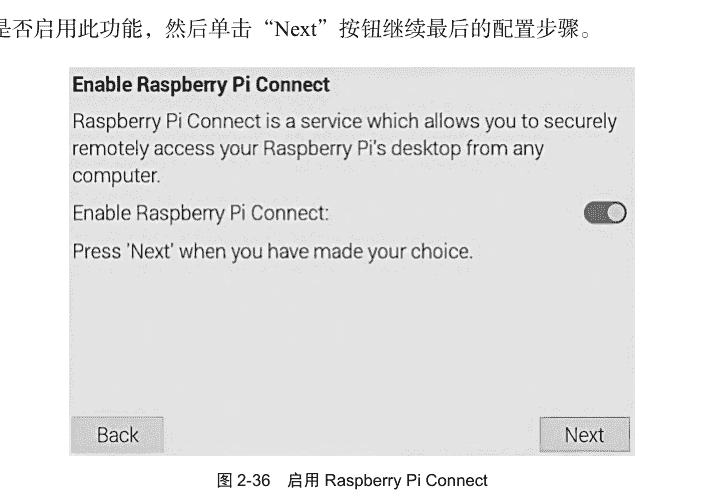 是否启用此功能，然后单击“Next”按钮继续最后的配置步骤。
Enable Raspberry Pi Connect
Raspberry Pi Connect is a service which allows you to securely
remotely access your Raspberry Pi's desktop from any
computer.
Enable Raspberry Pi Connect:
Press 'Next' when you have made your choice.
Back
Next
图 2-36 启用 Raspberry Pi Connect